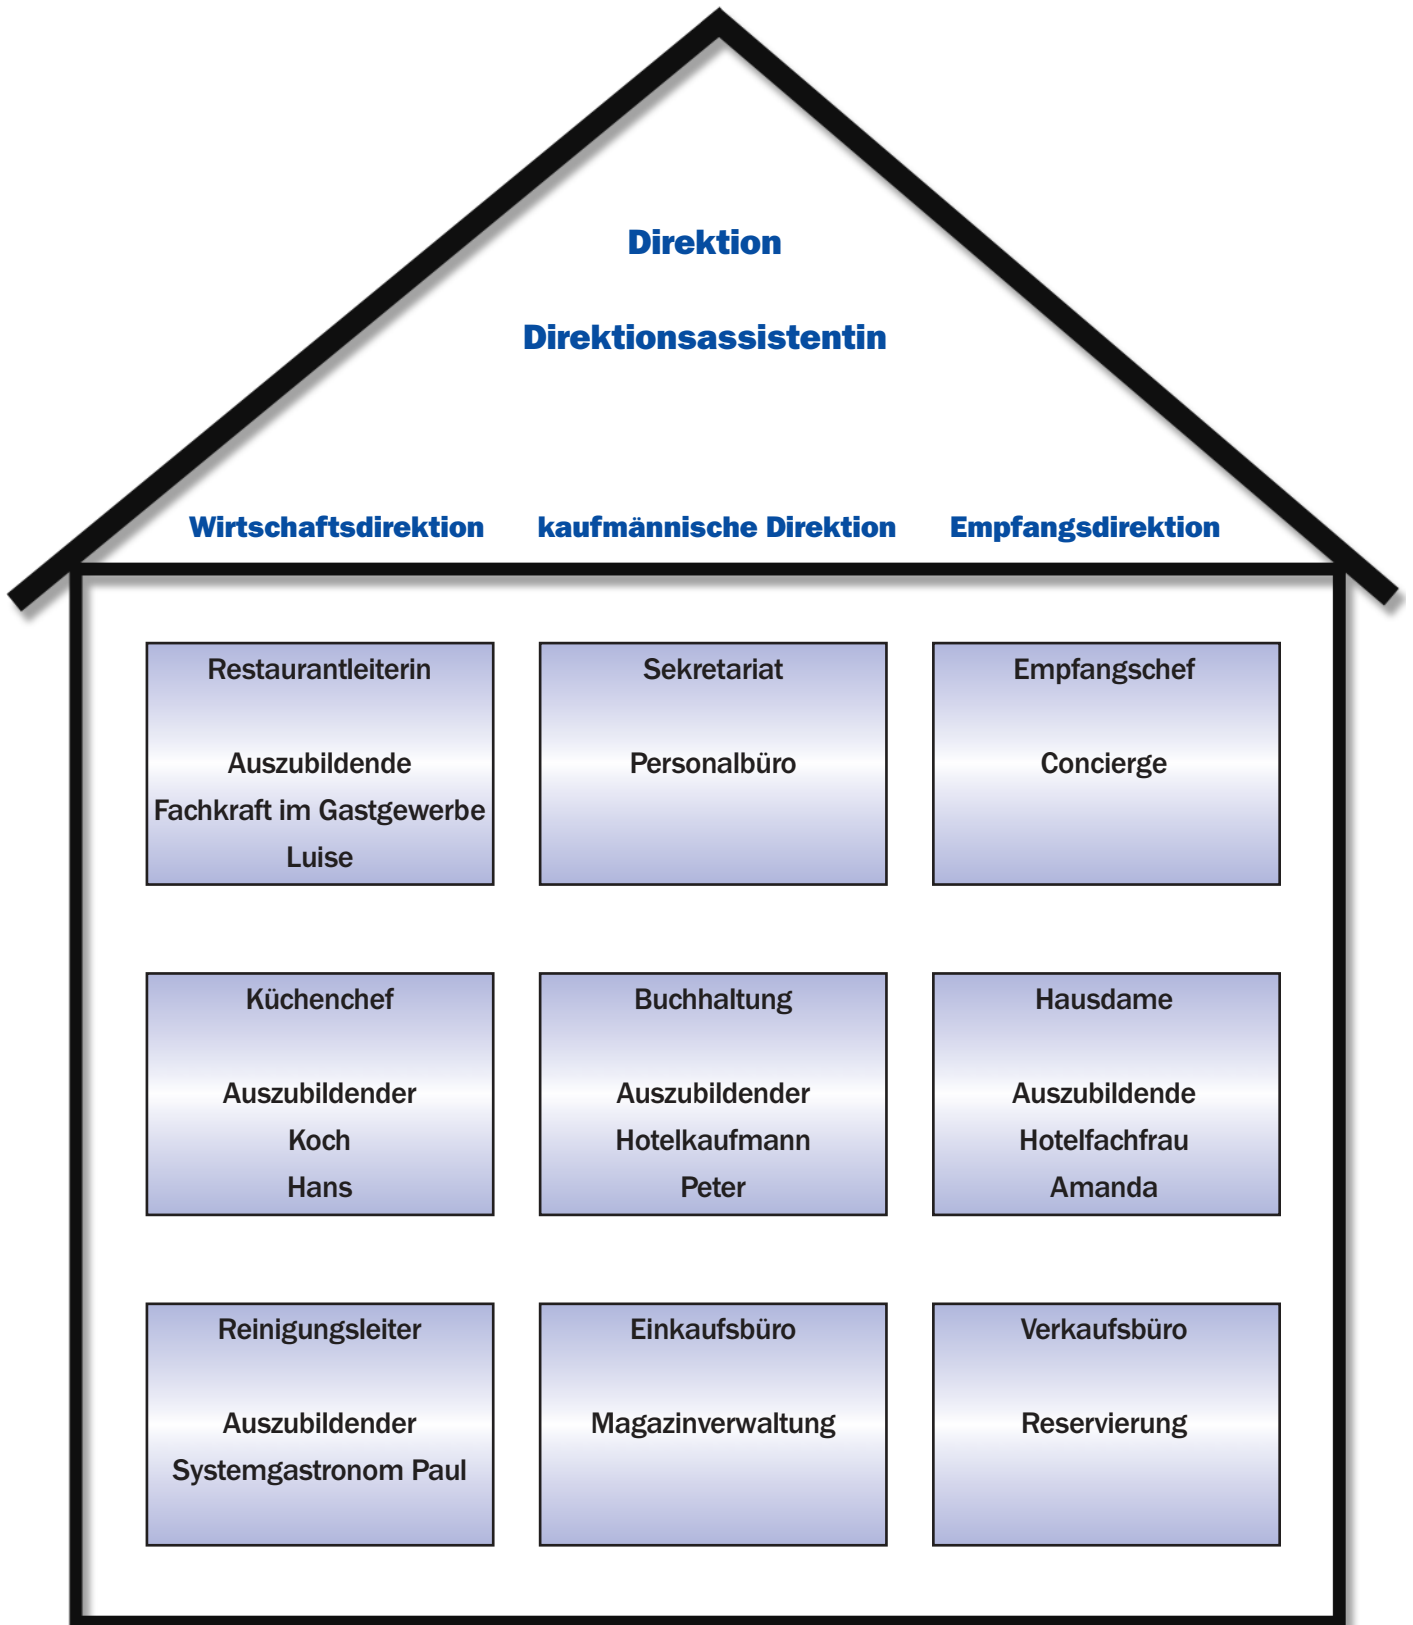 Direktion
Direktionsassistentin
Wirtschaftsdirektion
kaufmännische Direktion
Empfangsdirektion
Restaurantleiterin
Auszubildende
Fachkraft im Gastgewerbe
Luise
Sekretariat
Personalbüro
Empfangschef
Concierge
Küchenchef
Auszubildender
Koch
Hans
Buchhaltung
Auszubildender
Hotelkaufmann
Peter
Hausdame
Auszubildende
Hotelfachfrau
Amanda
Reinigungsleiter
Auszubildender
Systemgastronom Paul
Einkaufsbüro
Magazinverwaltung
Verkaufsbüro
Reservierung